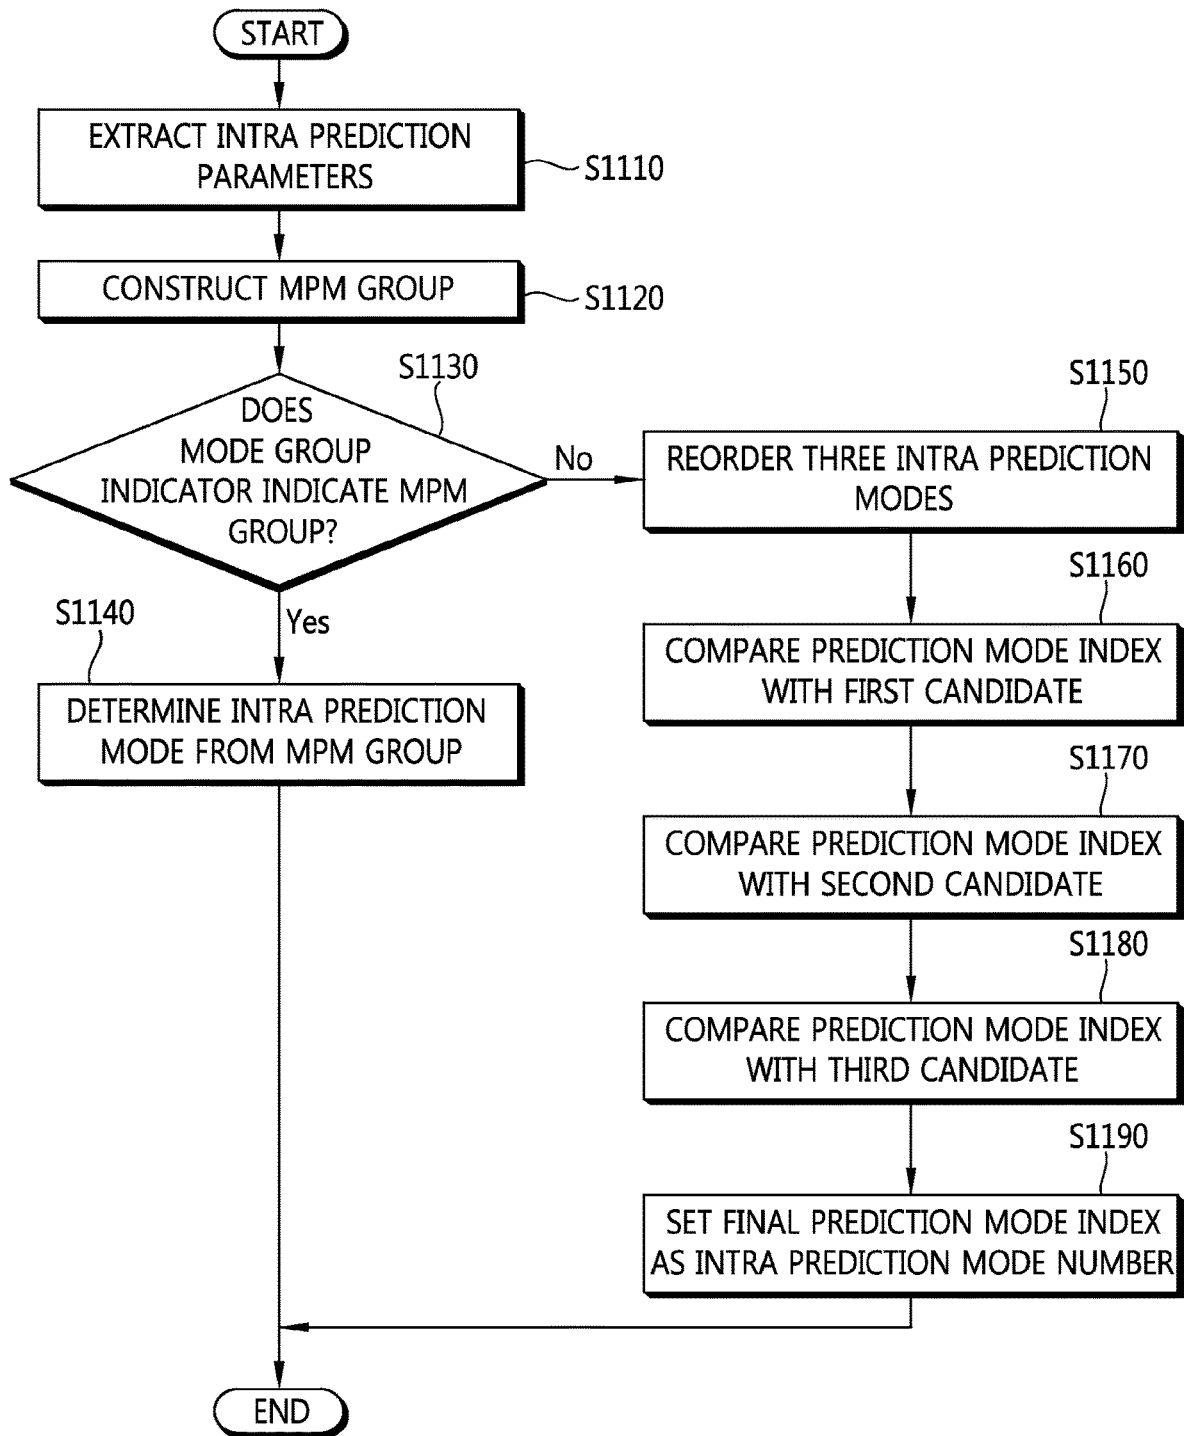 START
EXTRACT INTRA PREDICTION
PARAMETERS
S1110
CONSTRUCT MPM GROUP
S1120
S1130
DOES
MODE GROUP
INDICATOR INDICATE MPM
GROUP?
No
Yes
S1140
DETERMINE INTRA PREDICTION
MODE FROM MPM GROUP
S1150
REORDER THREE INTRA PREDICTION
MODES
S1160
COMPARE PREDICTION MODE INDEX
WITH FIRST CANDIDATE
S1170
COMPARE PREDICTION MODE INDEX
WITH SECOND CANDIDATE
S1180
COMPARE PREDICTION MODE INDEX
WITH THIRD CANDIDATE
S1190
SET FINAL PREDICTION MODE INDEX
AS INTRA PREDICTION MODE NUMBER
END